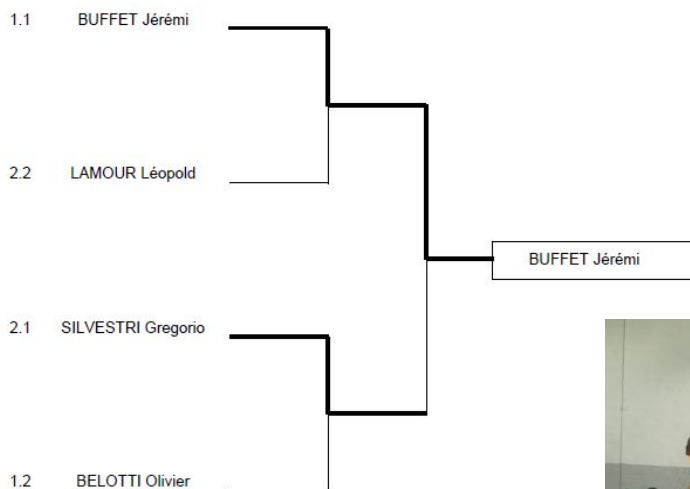 1.1 BUFFET Jérémi
2.2 LAMOUR Léopold
BUFFET Jérémi
2.1 SILVESTRI Gregorio
1.2 BELOTTI Olivier